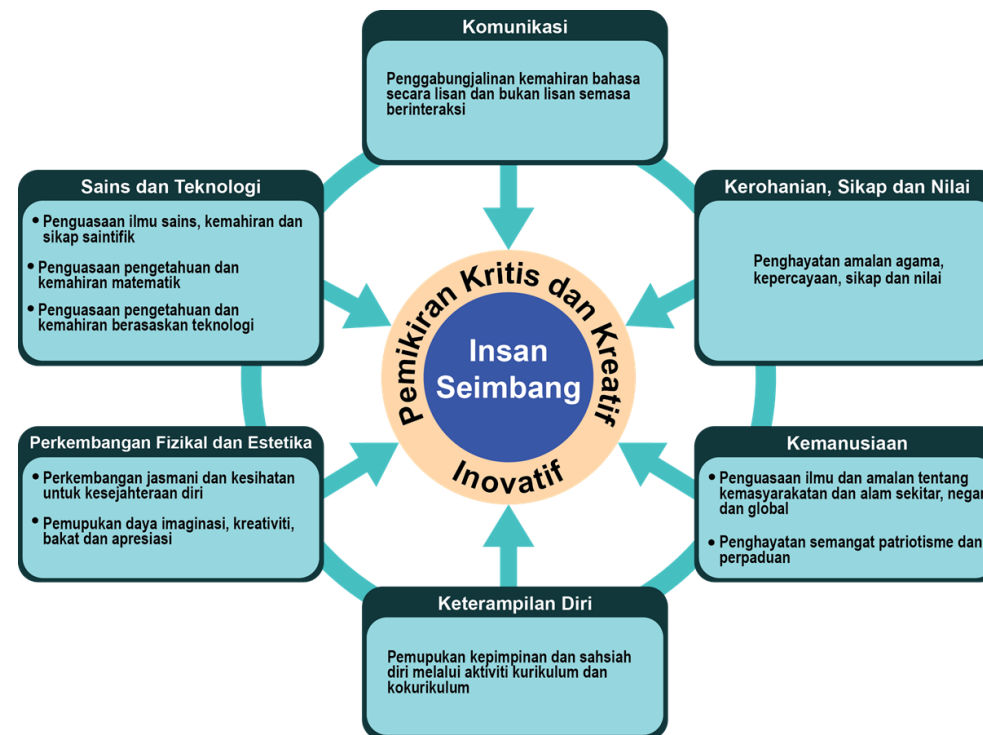 Komunikasi
Penggabungjalinan kemahiran bahasa
secara lisan dan bukan lisan semasa
berinteraksi
Sains dan Teknologi
• Penguasaan ilmu sains, kemahiran dan
sikap saintifik
• Penguasaan pengetahuan dan
kemahiran matematik
• Penguasaan pengetahuan dan
kemahiran berasaskan teknologi
Kerohanian, Sikap dan Nilai
Penghayatan amalan agama,
kepercayaan, sikap dan nilai
Pemikiran Kritis dan Kreatif
Insan
Seimbang
Inovatif
Perkembangan Fizikal dan Estetika
• Perkembangan jasmani dan kesihatan
untuk kesejahteraan diri
• Pemupukan daya imaginasi, kreativiti,
bakat dan apresiasi
Kemanusiaan
• Penguasaan ilmu dan amalan tentang
kemasyarakatan dan alam sekitar, negar
dan global
• Penghayatan semangat patriotisme dan
perpaduan
Keterampilan Diri
Pemupukan kepimpinan dan sahsiah
diri melalui aktiviti kurikulum dan
kokurikulum